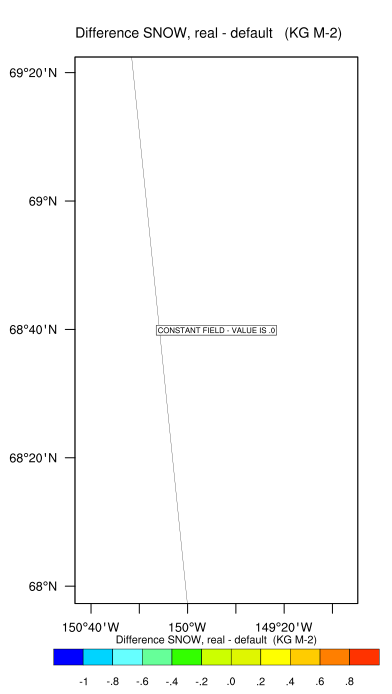 Difference SNOW, real - default (KG M-2)
69°20'N
69°N
68°40'N
CONSTANT FIELD - VALUE IS .0
68°20'N
68°N
150°40'W 150°W 149°20'W
Difference SNOW, real - default (KG M-2)
-1 -.8 -.6 -.4 -.2 .0 .2 .4 .6 .8